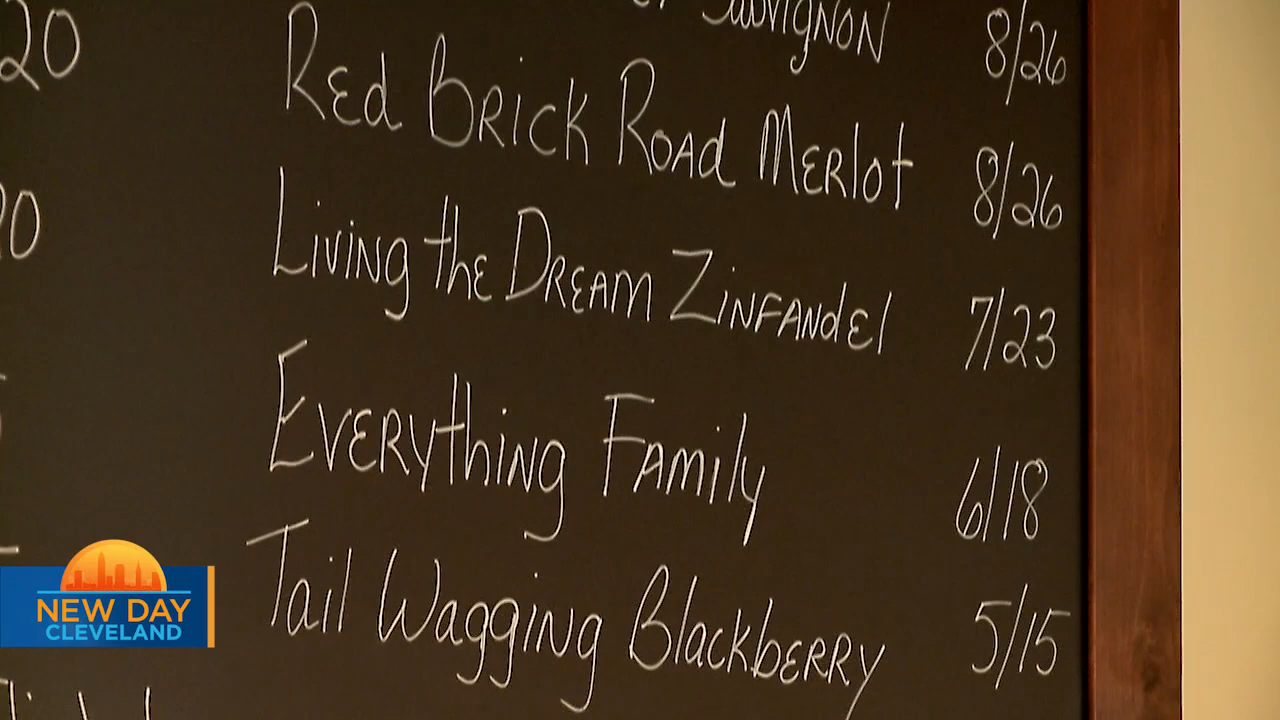 20
Sauvignon 8/26
Red Brick Road Merlot 8/26
Living the Dream Zinfandel 7/23
Everything Family 6/18
Tail Wagging Blackberry 5/15
NEW DAY
CLEVELAND